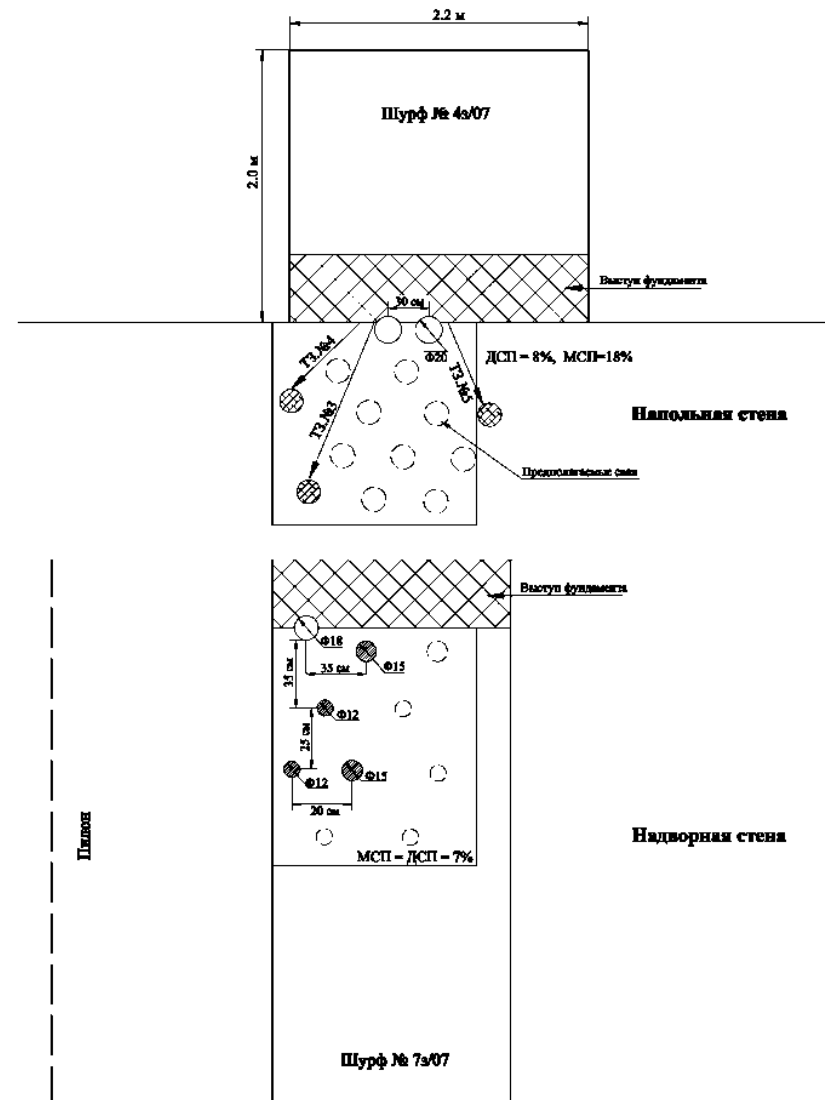 2.2 м
Шурф № 4з/07
2.0 м
Выступ фундамента
30 см
Ф20
ТЗ.№4
ТЗ.№3
ТЗ.№5
ДСП = 8%, МСП=18%
Напольная стена
Предполагаемые сваи
Выступ фундамента
Ф18
35 см
Ф15
35 см
Ф12
25 см
Ф12
Ф15
20 см
МСП = ДСП = 7%
Пилон
Надворная стена
Шурф № 7з/07